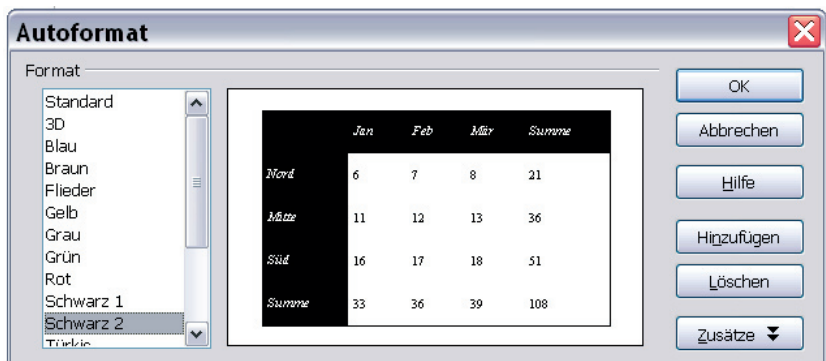 Autoformat
Format
Standard
3D
Blau
Braun
Flieder
Gelb
Grau
Grün
Rot
Schwarz 1
Schwarz 2
Türkis
Jan Feb Mär Summe
Nord 6 7 8 21
Mitte 11 12 13 36
Süd 16 17 18 51
Summe 33 36 39 108
OK
Abbrechen
Hilfe
Hinzufügen
Löschen
Zusätze